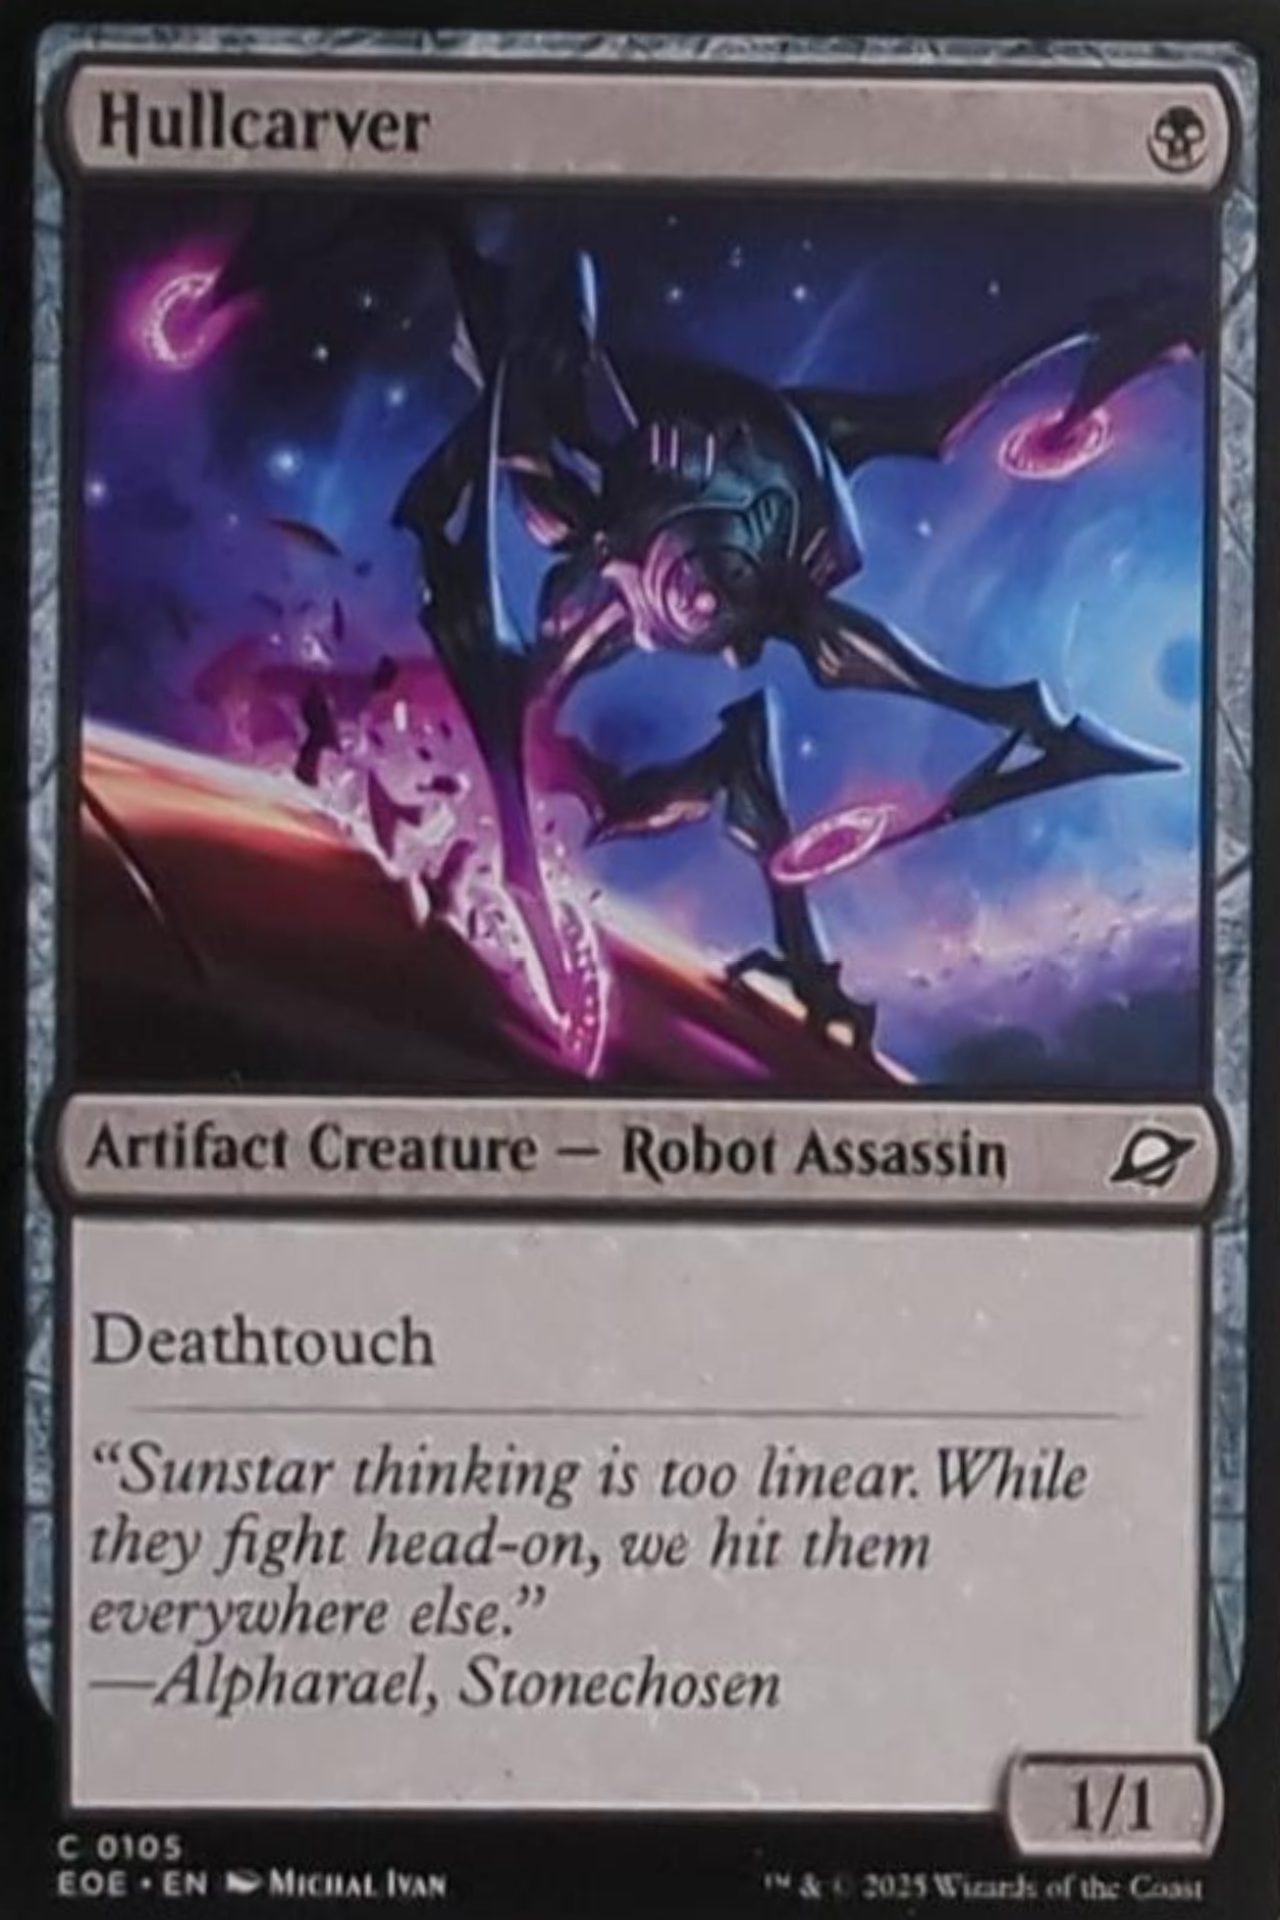 Hullcarver
Artifact Creature — Robot Assassin
Deathtouch
“Sunstar thinking is too linear. While
they fight head-on, we hit them
everywhere else.”
—Alpharael, Stonechosen
1/1
C 0105
EOE • EN Michal Ivan
™ & © 2025 Wizards of the Coast